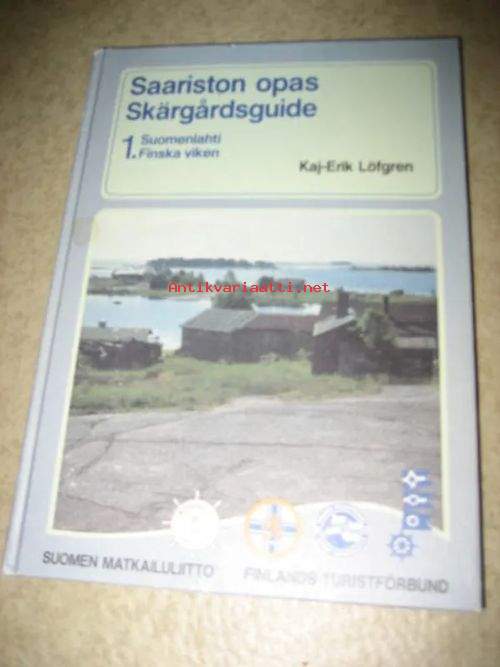 Saariston opas
Skärgårdsguide
1. Suomenlahti
Finska viken
Kaj-Erik Löfgren
Antikvariaatti.net
SUOMEN MATKAILULIITTO
FINLANDS TURISTFÖRBUND